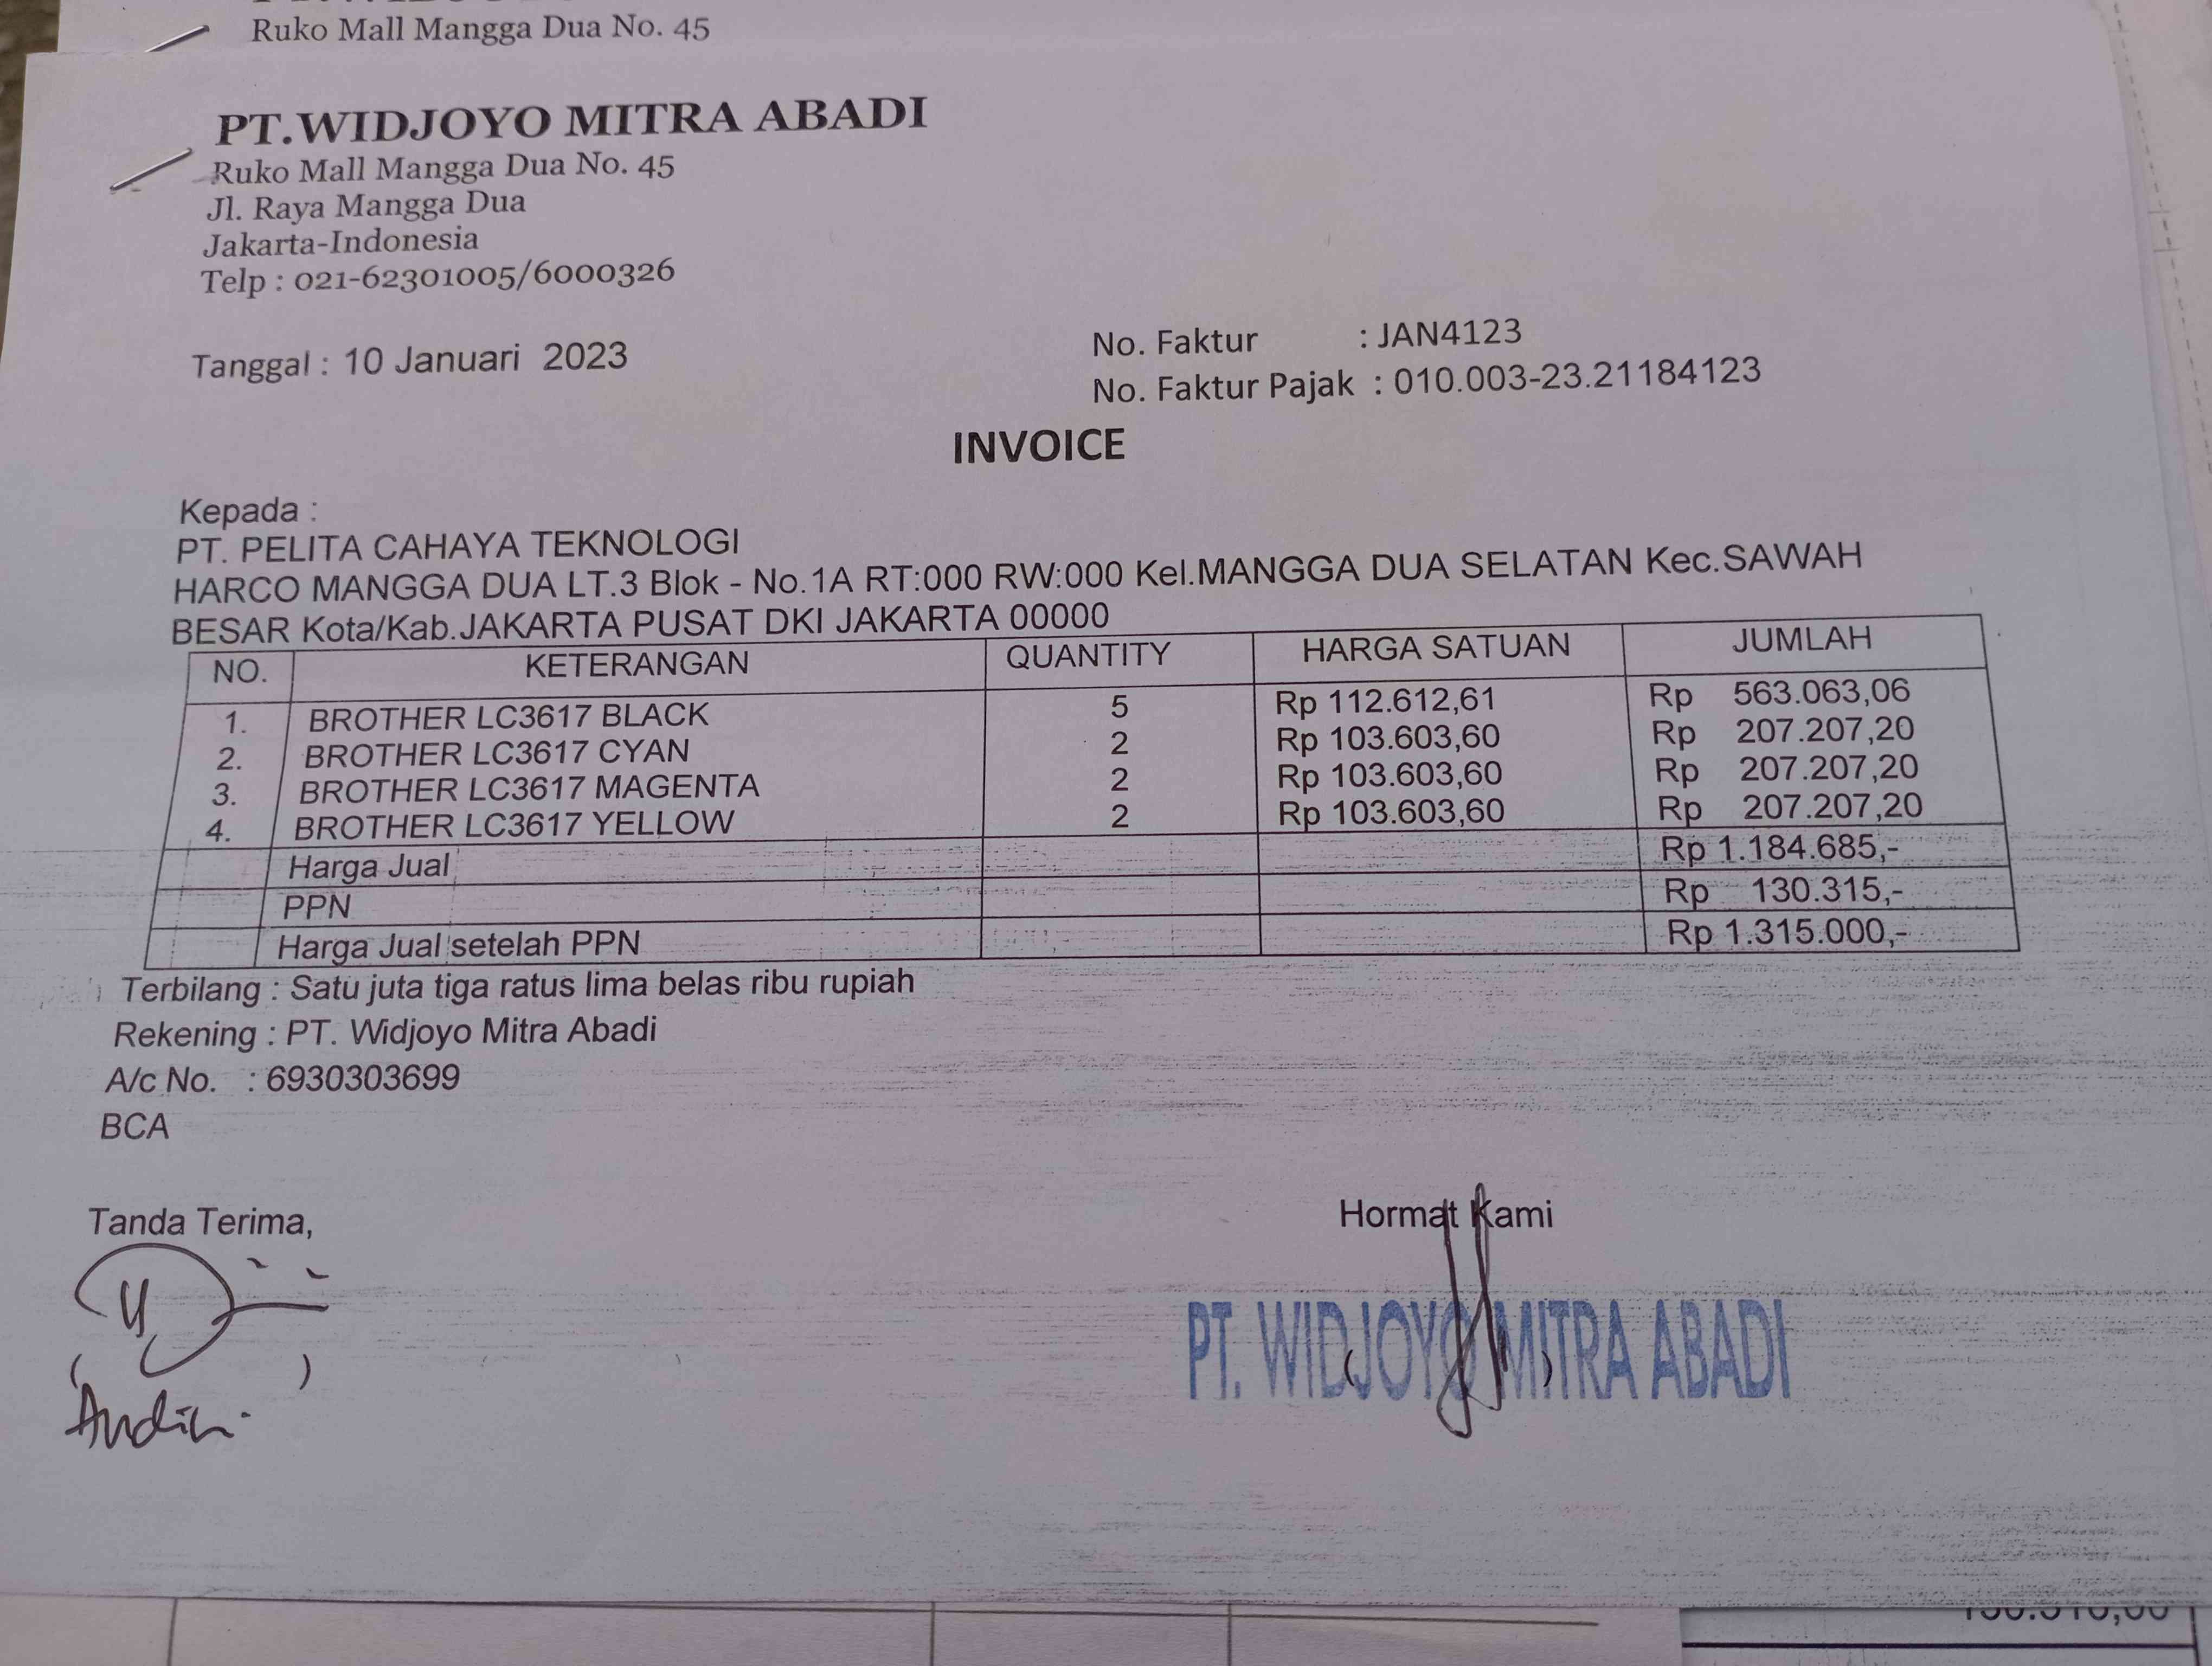 Ruko Mall Mangga Dua No. 45
PT.WIDJOYO MITRA ABADI
Ruko Mall Mangga Dua No. 45
Jl. Raya Mangga Dua
Jakarta-Indonesia
Telp : 021-62301005/6000326
Tanggal : 10 Januari 2023
No. Faktur : JAN4123
No. Faktur Pajak : 010.003-23.21184123
INVOICE
Kepada :
PT. PELITA CAHAYA TEKNOLOGI
HARCO MANGGA DUA LT.3 Blok - No.1A RT:000 RW:000 Kel.MANGGA DUA SELATAN Kec.SAWAH
BESAR Kota/Kab.JAKARTA PUSAT DKI JAKARTA 00000
NO. KETERANGAN QUANTITY HARGA SATUAN JUMLAH
1. BROTHER LC3617 BLACK 5 Rp 112.612,61 Rp 563.063,06
2. BROTHER LC3617 CYAN 2 Rp 103.603,60 Rp 207.207,20
3. BROTHER LC3617 MAGENTA 2 Rp 103.603,60 Rp 207.207,20
4. BROTHER LC3617 YELLOW 2 Rp 103.603,60 Rp 207.207,20
Harga Jual Rp 1.184.685,-
PPN Rp 130.315,-
Harga Jual setelah PPN Rp 1.315.000,-
Terbilang : Satu juta tiga ratus lima belas ribu rupiah
Rekening : PT. Widjoyo Mitra Abadi
A/c No. : 6930303699
BCA
Tanda Terima,
Hormat Kami
PT. WIDJOYO MITRA ABADI